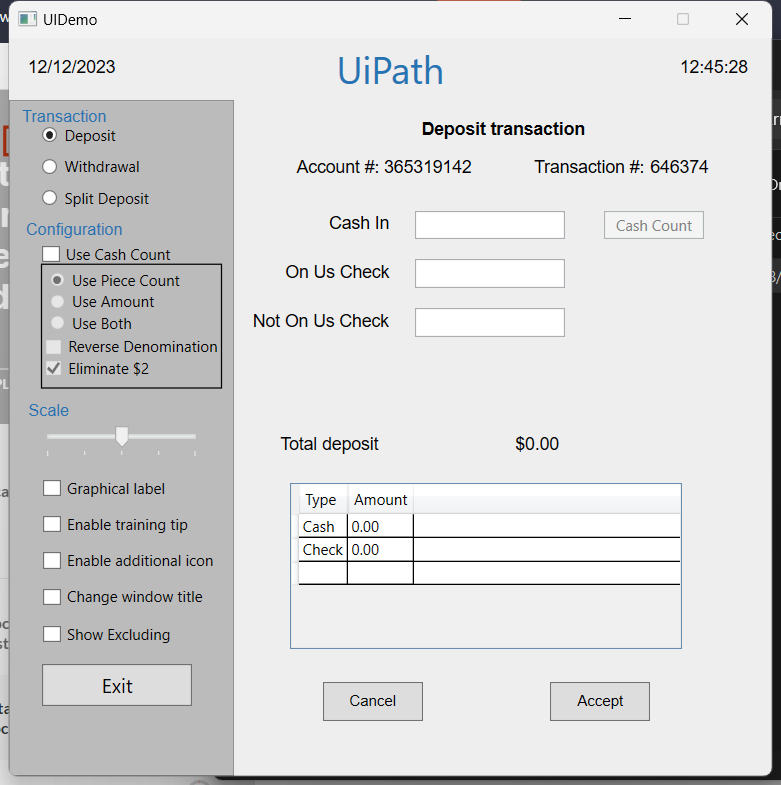 UIDemo
12/12/2023
UiPath
12:45:28
Transaction
Deposit
Withdrawal
Split Deposit
Configuration
Use Cash Count
Use Piece Count
Use Amount
Use Both
Reverse Denomination
Eliminate $2
Scale
Graphical label
Enable training tip
Enable additional icon
Change window title
Show Excluding
Exit
Deposit transaction
Account #: 365319142 Transaction #: 646374
Cash In
Cash Count
On Us Check
Not On Us Check
Total deposit $0.00
Type Amount
Cash 0.00
Check 0.00
Cancel Accept